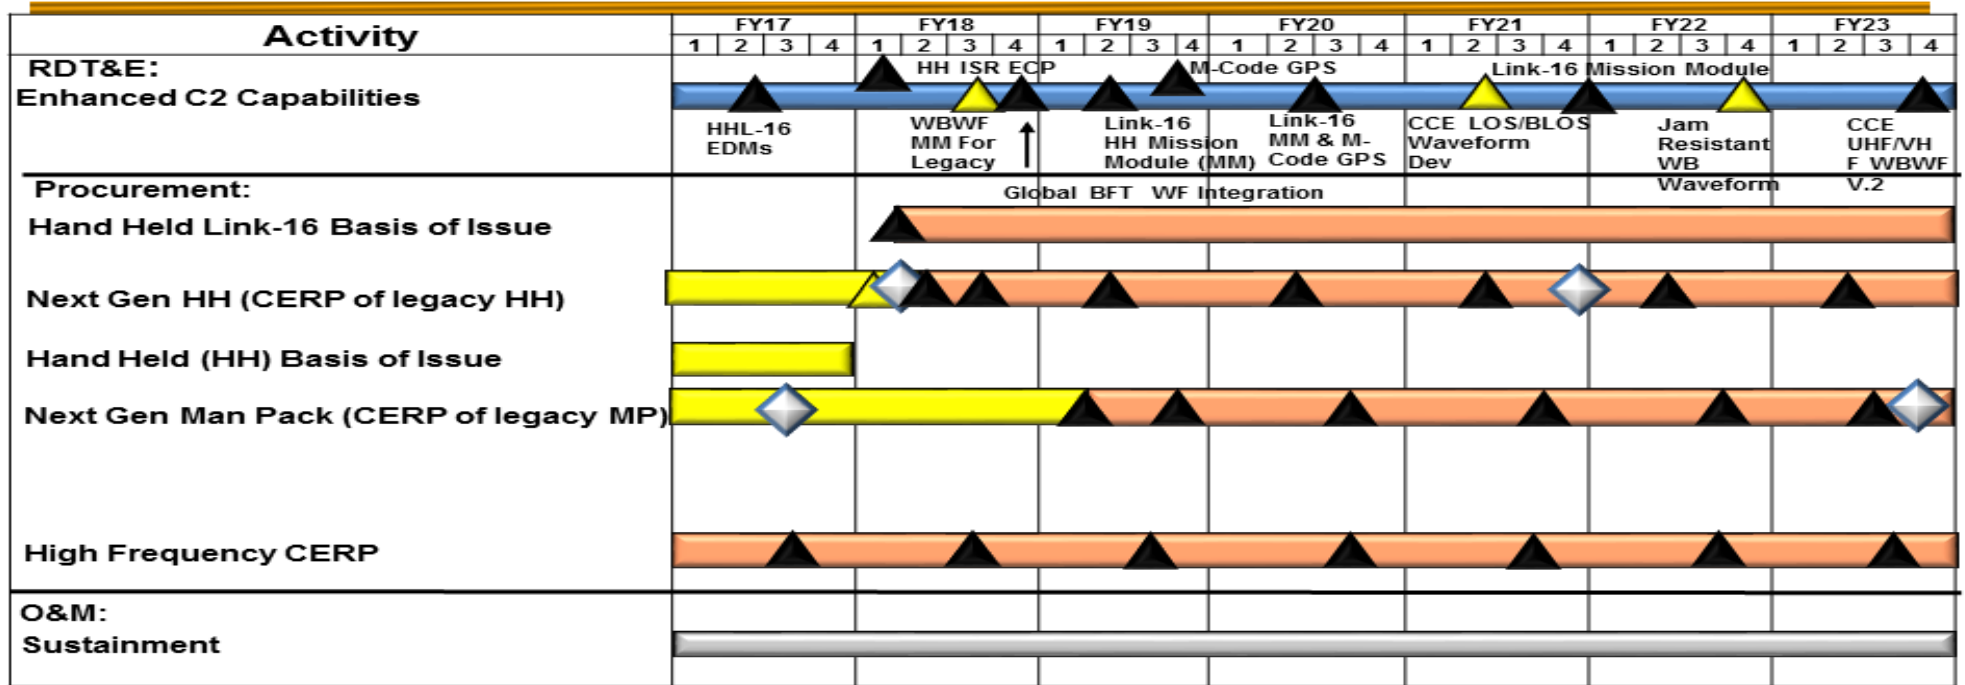 Activity
FY17 FY18 FY19 FY20 FY21 FY22 FY23
1 2 3 4 1 2 3 4 1 2 3 4 1 2 3 4 1 2 3 4 1 2 3 4 1 2 3 4
RDT&E:
HH ISR ECP
M-Code GPS
Link-16 Mission Module
Enhanced C2 Capabilities
HHL-16
EDMs
WBWF
MM For
Legacy
Link-16
HH Mission
Module (MM)
Link-16
MM & M-
Code GPS
CCE LOS/BLOS
Waveform
Dev
Jam
Resistant
WB
Waveform
CCE
UHF/VH
F WBWF
V.2
Procurement:
Global BFT WF Integration
Hand Held Link-16 Basis of Issue
Next Gen HH (CERP of legacy HH)
Hand Held (HH) Basis of Issue
Next Gen Man Pack (CERP of legacy MP)
High Frequency CERP
O&M:
Sustainment